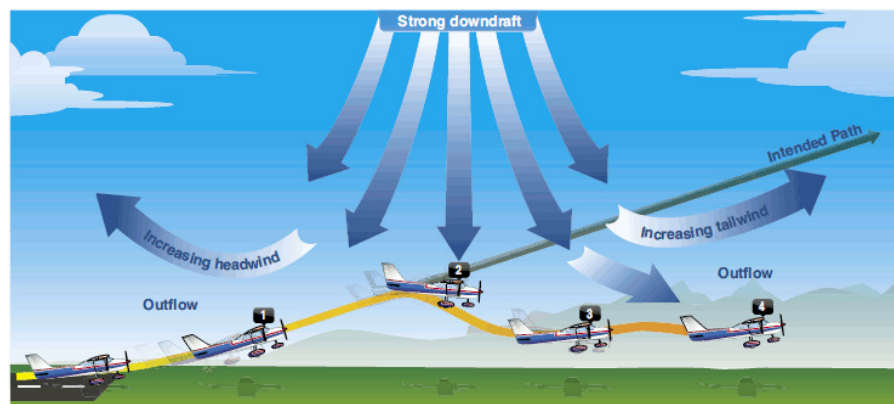 Strong downdraft
Intended Path
Increasing headwind
Increasing tailwind
Outflow
Outflow
1
2
3
4